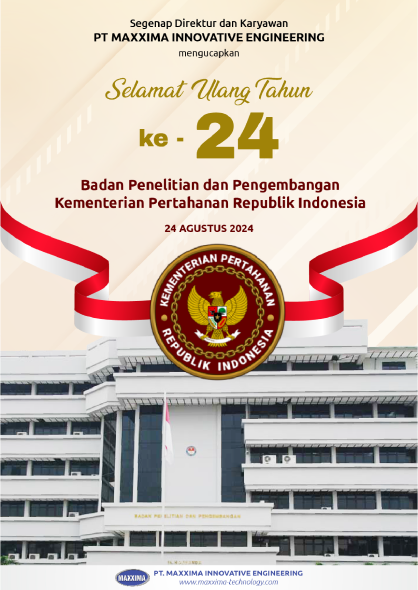 Segenap Direktur dan Karyawan
PT MAXXIMA INNOVATIVE ENGINEERING
mengucapkan
Selamat Ulang Tahun
ke - 24
Badan Penelitian dan Pengembangan
Kementerian Pertahanan Republik Indonesia
24 AGUSTUS 2024
KEMENTERIAN PERTAHANAN
REPUBLIK INDONESIA
BADAN PENELITIAN DAN PENGEMBANGAN
MAXXIMA
PT. MAXXIMA INNOVATIVE ENGINEERING
www.maxxima-technology.com